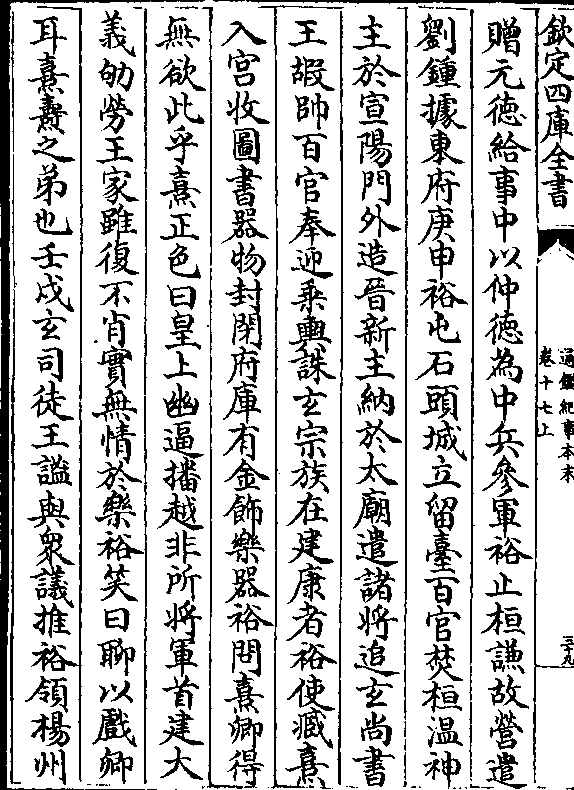 欽定四庫全書
通鑑紀事本末
卷十七上
三十九
贈元徳給事中以仲徳為中兵參軍裕止桓謙故營遣
劉鍾據東府庚申裕屯石頭城立留臺百官焚桓温神
主於宣陽門外造晉新主納於太廟遣諸將追玄尚書
王嘏帥百官奉迎乗輿誅玄宗族在建康者裕使臧熹
入宮收圖書器物封閉府庫有金飾樂器裕問熹卿得
無欲此乎熹正色曰皇上幽逼播越非所將軍首建大
義劬勞王家雖復不肖實無情於樂裕笑曰聊以戲卿
耳熹燾之弟也壬戌玄司徒王謐與衆議推裕領楊州